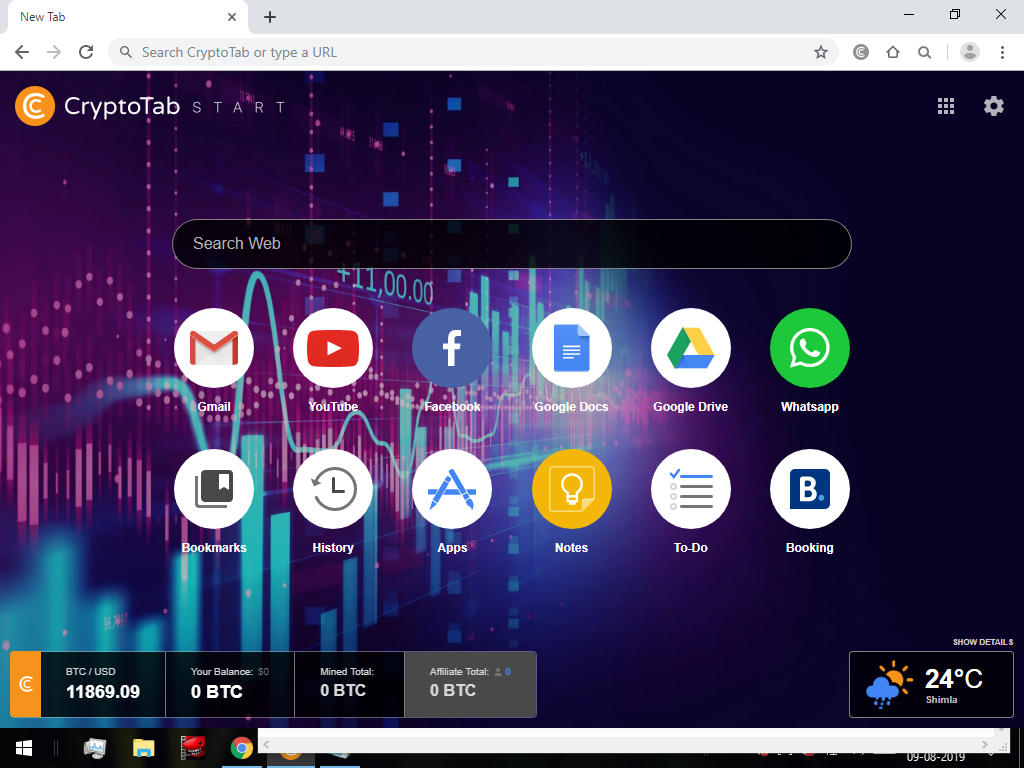 New Tab
Search CryptoTab or type a URL
CryptoTab START
Search Web
+11,00.00
Gmail
YouTube
Facebook
Google Docs
Google Drive
Whatsapp
Bookmarks
History
Apps
Notes
To-Do
B. Booking
SHOW DETAILS
BTC / USD
11869.09
Your Balance: $0
0 BTC
Mined Total:
0 BTC
Affiliate Total: 0
0 BTC
24°C
Shimla
09-08-2019